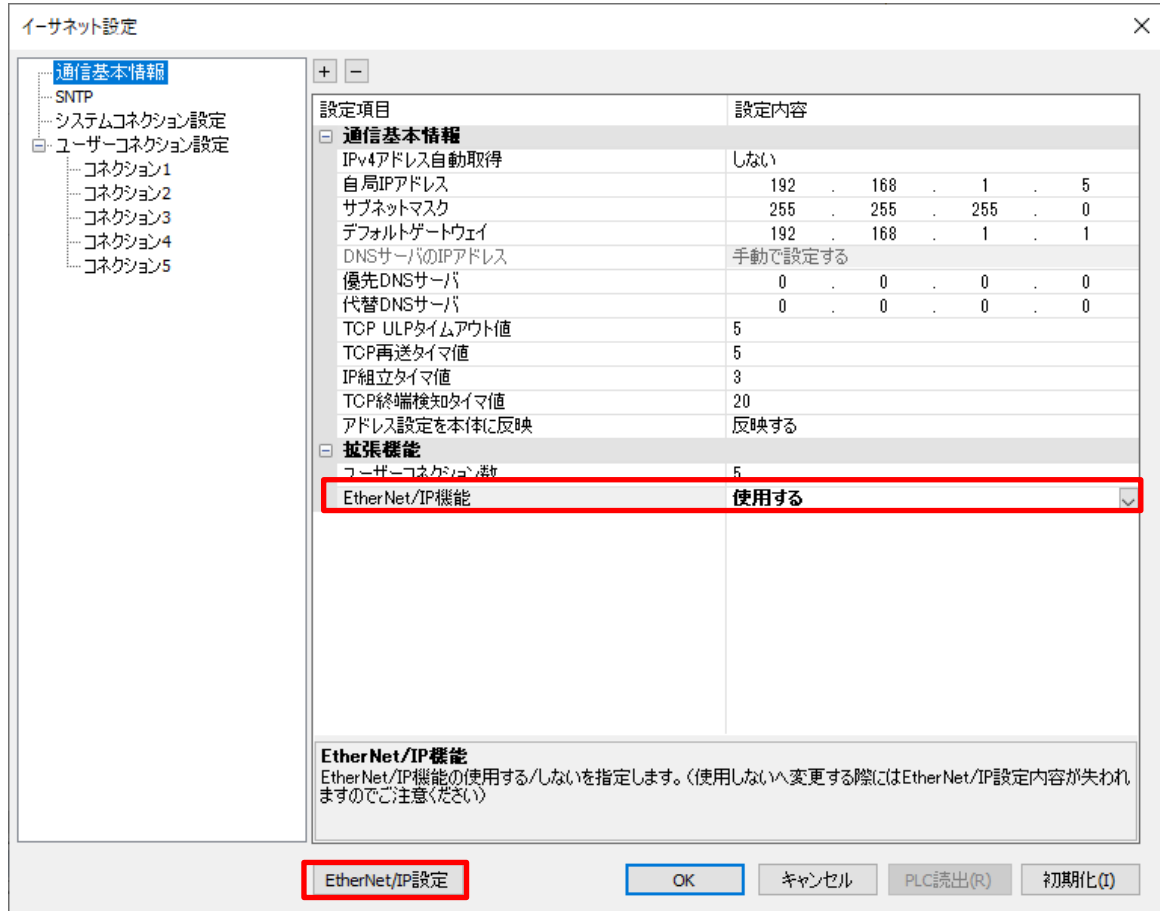 イーサネット設定
通信基本情報
SNTP
システムコネクション設定
ユーザーコネクション設定
コネクション1
コネクション2
コネクション3
コネクション4
コネクション5
設定項目 設定内容
通信基本情報
IPv4アドレス自動取得 しない
自局IPアドレス 192 . 168 . 1 . 5
サブネットマスク 255 . 255 . 255 . 0
デフォルトゲートウェイ 192 . 168 . 1 . 1
DNSサーバのIPアドレス 手動で設定する
優先DNSサーバ 0 . 0 . 0 . 0
代替DNSサーバ 0 . 0 . 0 . 0
TCP ULPタイムアウト値 5
TCP再送タイマ値 5
IP組立タイマ値 3
TCP終端検知タイマ値 20
アドレス設定を本体に反映 反映する
拡張機能
ユーザーコネクション数 5
EtherNet/IP機能 使用する
EtherNet/IP機能
EtherNet/IP機能の使用する/しないを指定します。（使用しないへ変更する際にはEtherNet/IP設定内容が失われ
ますのでご注意ください）
EtherNet/IP設定 OK キャンセル PLC読出(R) 初期化(I)